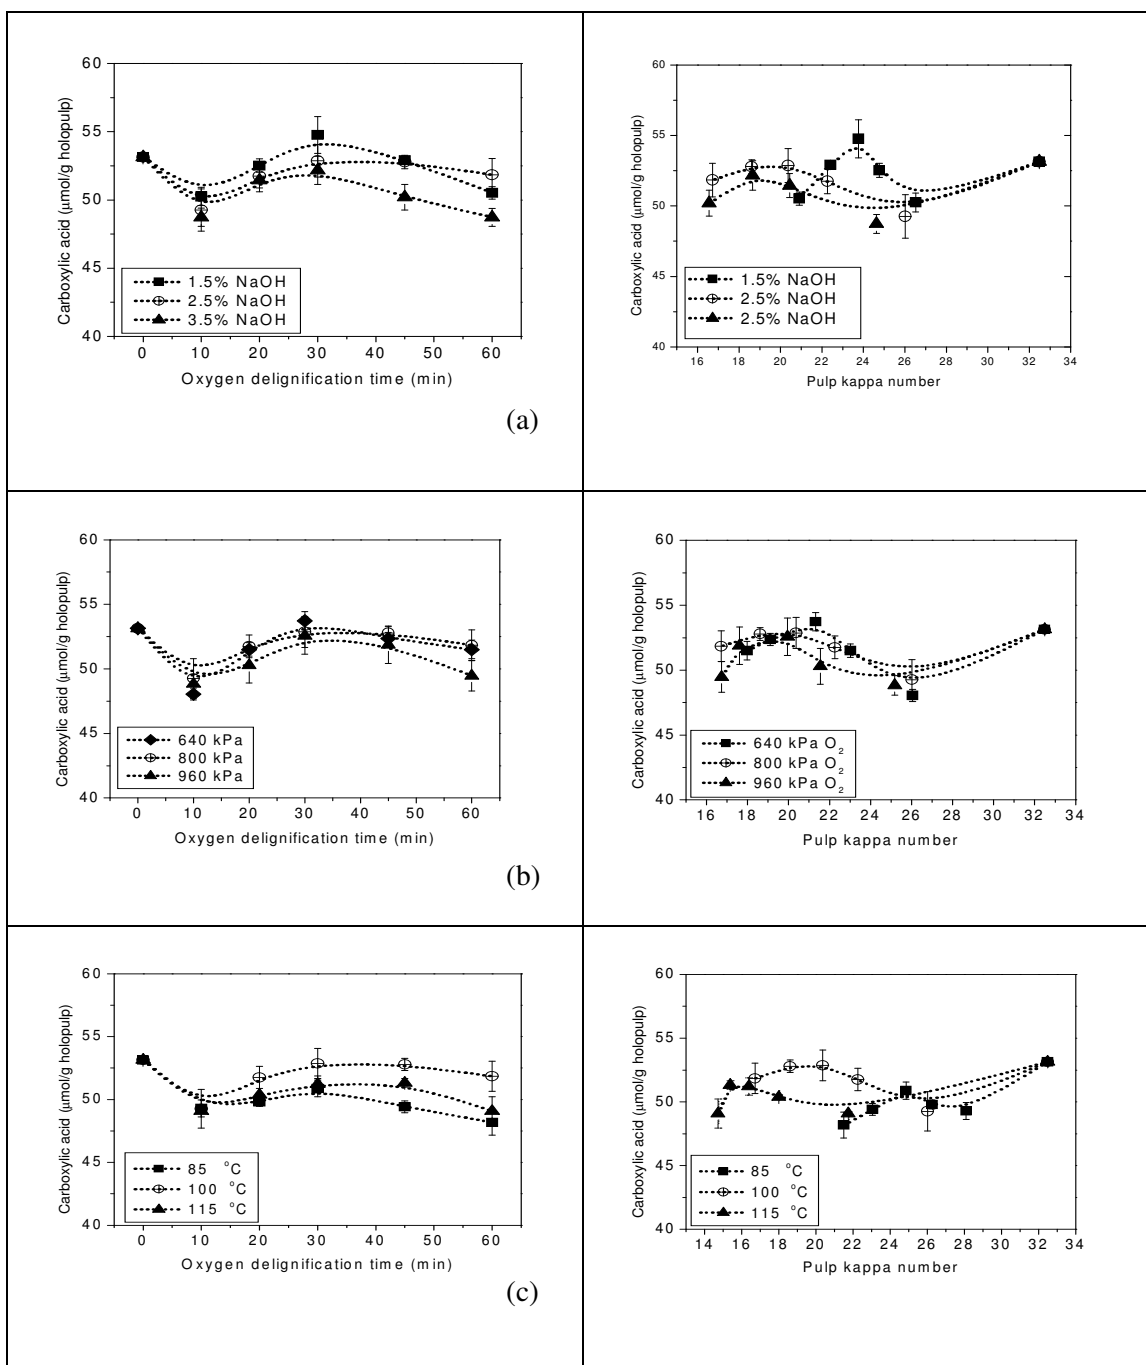 60
55
50
45
40
Carboxylic acid (μmol/g holopulp)
1.5% NaOH
2.5% NaOH
3.5% NaOH
0 10 20 30 40 50 60
Oxygen delignification time (min)
(a)
60
55
50
45
40
Carboxylic acid (μmol/g holopulp)
1.5% NaOH
2.5% NaOH
2.5% NaOH
16 18 20 22 24 26 28 30 32 34
Pulp kappa number
60
55
50
45
40
Carboxylic acid (μmol/g holopulp)
640 kPa
800 kPa
960 kPa
0 10 20 30 40 50 60
Oxygen delignification time (min)
(b)
60
55
50
45
40
Carboxylic acid (μmol/g holopulp)
640 kPa O2
800 kPa O2
960 kPa O2
16 18 20 22 24 26 28 30 32 34
Pulp kappa number
60
55
50
45
40
Carboxylic acid (μmol/g holopulp)
85 °C
100 °C
115 °C
0 10 20 30 40 50 60
Oxygen delignification time (min)
(c)
60
55
50
45
40
Carboxylic acid (μmol/g holopulp)
85 °C
100 °C
115 °C
14 16 18 20 22 24 26 28 30 32 34
Pulp kappa number